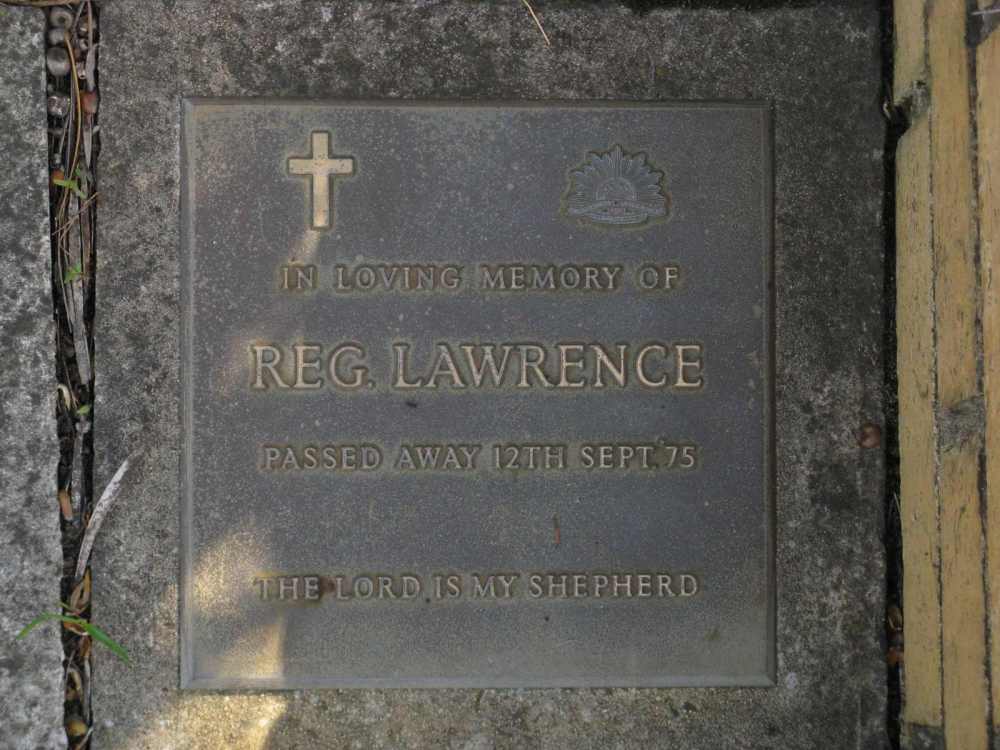 IN LOVING MEMORY OF
REG. LAWRENCE
PASSED AWAY 12TH SEPT. 75
THE LORD IS MY SHEPHERD